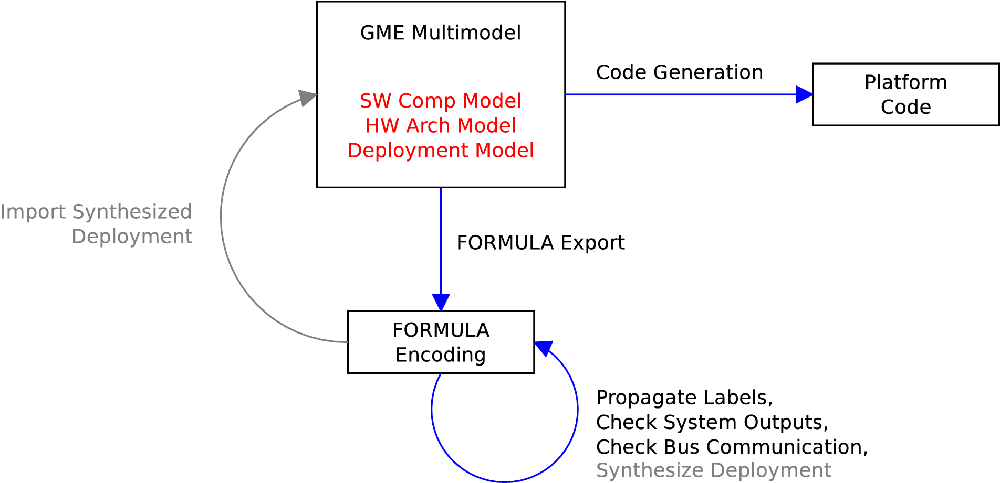 GME Multimodel
SW Comp Model
HW Arch Model
Deployment Model
Code Generation
Platform
Code
Import Synthesized
Deployment
FORMULA Export
FORMULA
Encoding
Propagate Labels,
Check System Outputs,
Check Bus Communication,
Synthesize Deployment